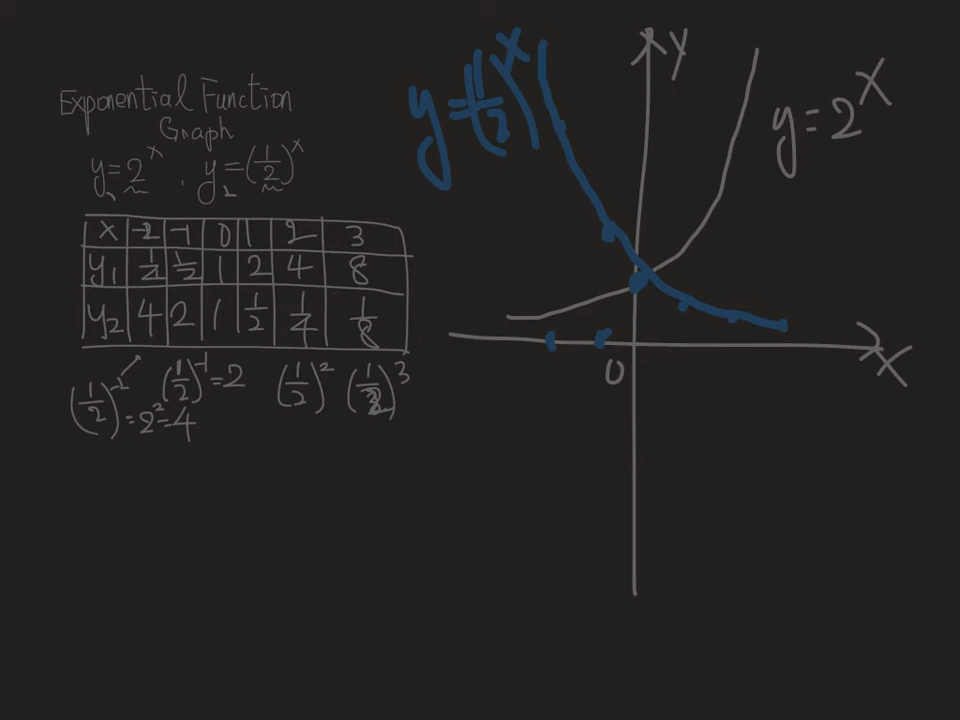 Exponential Function
Graph
y₁=2^x , y₂=(1/2)^x
x -2 -1 0 1 2 3
y₁ 1/4 1/2 1 2 4 8
y₂ 4 2 1 1/2 1/4 1/8
(1/2)^-2 =2^2=4 (1/2)^-1=2 (1/2)^2 (1/2)^3
y=(1/2)^x
y
y=2^x
0
x